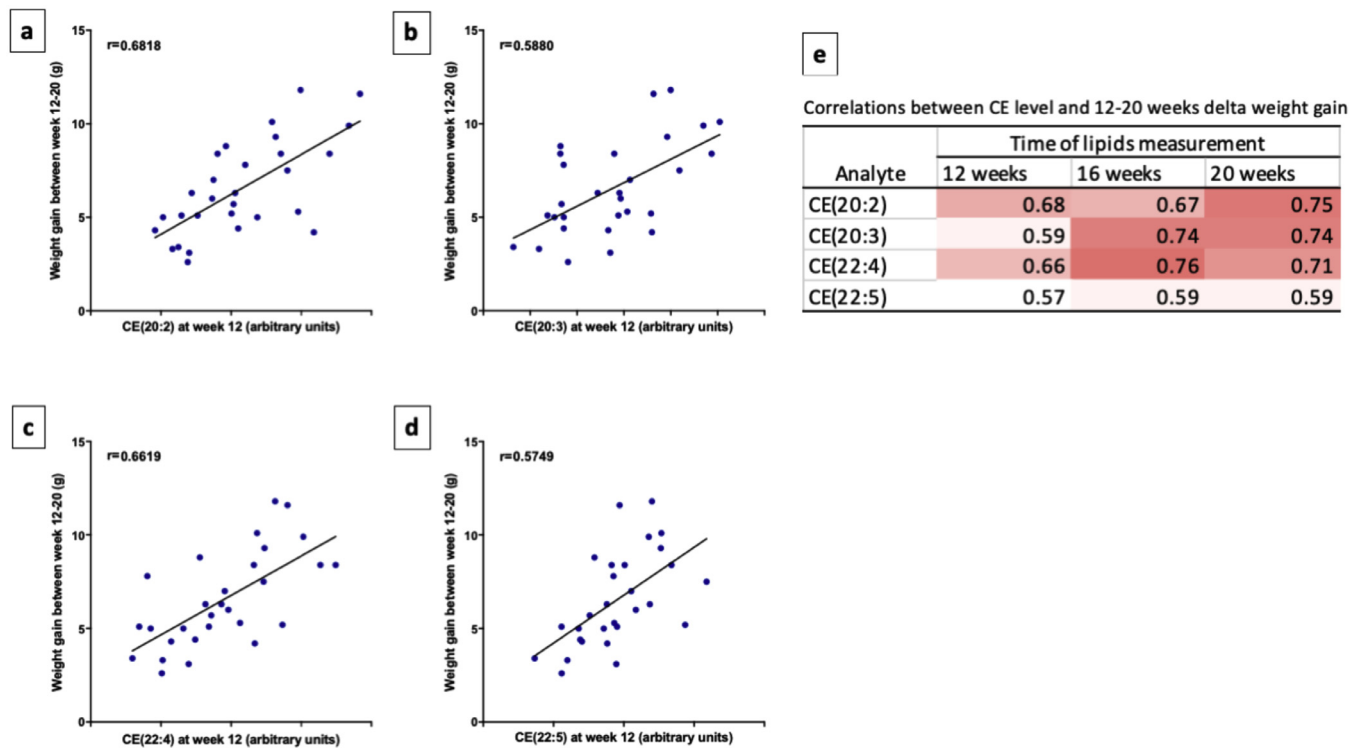 a
r=0.6818
Weight gain between week 12-20 (g)
15
10
5
0
CE(20:2) at week 12 (arbitrary units)
b
r=0.5880
Weight gain between week 12-20 (g)
15
10
5
0
CE(20:3) at week 12 (arbitrary units)
e
Correlations between CE level and 12-20 weeks delta weight gain
Time of lipids measurement
Analyte 12 weeks 16 weeks 20 weeks
CE(20:2) 0.68 0.67 0.75
CE(20:3) 0.59 0.74 0.74
CE(22:4) 0.66 0.76 0.71
CE(22:5) 0.57 0.59 0.59
c
r=0.6619
Weight gain between week 12-20 (g)
15
10
5
0
CE(22:4) at week 12 (arbitrary units)
d
r=0.5749
Weight gain between week 12-20 (g)
15
10
5
0
CE(22:5) at week 12 (arbitrary units)